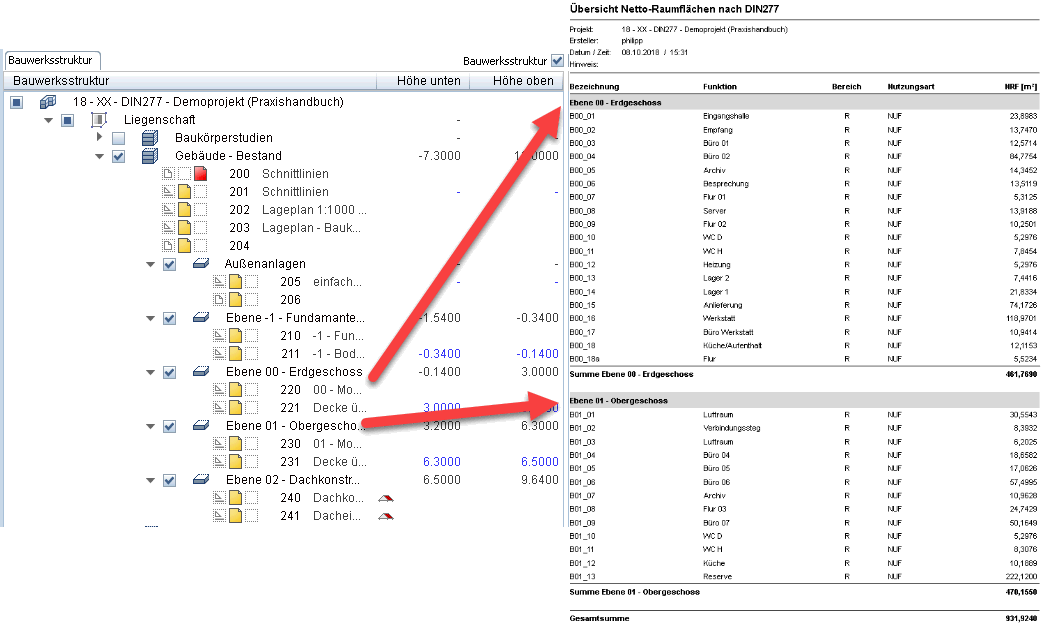 Bauwerksstruktur
Bauwerksstruktur
Bauwerksstruktur Höhe unten Höhe oben
18 - XX - DIN277 - Demoprojekt (Praxishandbuch)
Liegenschaft -
Baukörperstudien - -
Gebäude - Bestand -7.3000
200 Schnittlinien
201 Schnittlinien - -
202 Lageplan 1:1000 ...
203 Lageplan - Bauk...
204
Außenanlagen -
205 einfach... - -
206
Ebene -1 - Fundamante... -1.5400 -0.3400
210 -1 - Fun...
211 -1 - Bod... -0.3400 -0.1400
Ebene 00 - Erdgeschoss -0.1400 3.0000
220 00 - Mo...
221 Decke ü... 3.0000
Ebene 01 - Obergescho... 3.2000 6.3000
230 01 - Mo...
231 Decke ü... 6.3000 6.5000
Ebene 02 - Dachkonstr... 6.5000 9.6400
240 Dachko...
241 Dachei...
Übersicht Netto-Raumflächen nach DIN277
Projekt: 18 - XX - DIN277 - Demoprojekt (Praxishandbuch)
Ersteller: philipp
Datum / Zeit: 08.10.2018 / 15:31
Hinweis:
Bezeichnung Funktion Bereich Nutzungsart NRF [m²]
Ebene 00 - Erdgeschoss
B00_01 Eingangshalle R NUF 23,8983
B00_02 Empfang R NUF 13,7470
B00_03 Büro 01 R NUF 12,5714
B00_04 Büro 02 R NUF 84,7754
B00_05 Archiv R NUF 14,3452
B00_06 Besprechung R NUF 13,5119
B00_07 Flur 01 R NUF 5,3125
B00_08 Server R NUF 13,9188
B00_09 Flur 02 R NUF 10,2501
B00_10 WC D R NUF 5,2976
B00_11 WC H R NUF 7,8454
B00_12 Heizung R NUF 5,2976
B00_13 Lager 2 R NUF 7,4416
B00_14 Lager 1 R NUF 21,8334
B00_15 Anlieferung R NUF 74,1726
B00_16 Werkstatt R NUF 118,9701
B00_17 Büro Werkstatt R NUF 10,9414
B00_18 Küche/Aufenthalt R NUF 12,1153
B00_18a Flur R NUF 5,5234
Summe Ebene 00 - Erdgeschoss 461,7690
Ebene 01 - Obergeschoss
B01_01 Luftraum R NUF 30,5543
B01_02 Verbindungssteg R NUF 8,3932
B01_03 Luftraum R NUF 6,2025
B01_04 Büro 04 R NUF 18,6582
B01_05 Büro 05 R NUF 17,0626
B01_06 Büro 06 R NUF 57,4995
B01_07 Archiv R NUF 10,9628
B01_08 Flur 03 R NUF 24,7429
B01_09 Büro 07 R NUF 50,1649
B01_10 WC D R NUF 5,2976
B01_11 WC H R NUF 8,3076
B01_12 Küche R NUF 10,1889
B01_13 Reserve R NUF 222,1200
Summe Ebene 01 - Obergeschoss 470,1550
Gesamtsumme 931,9240